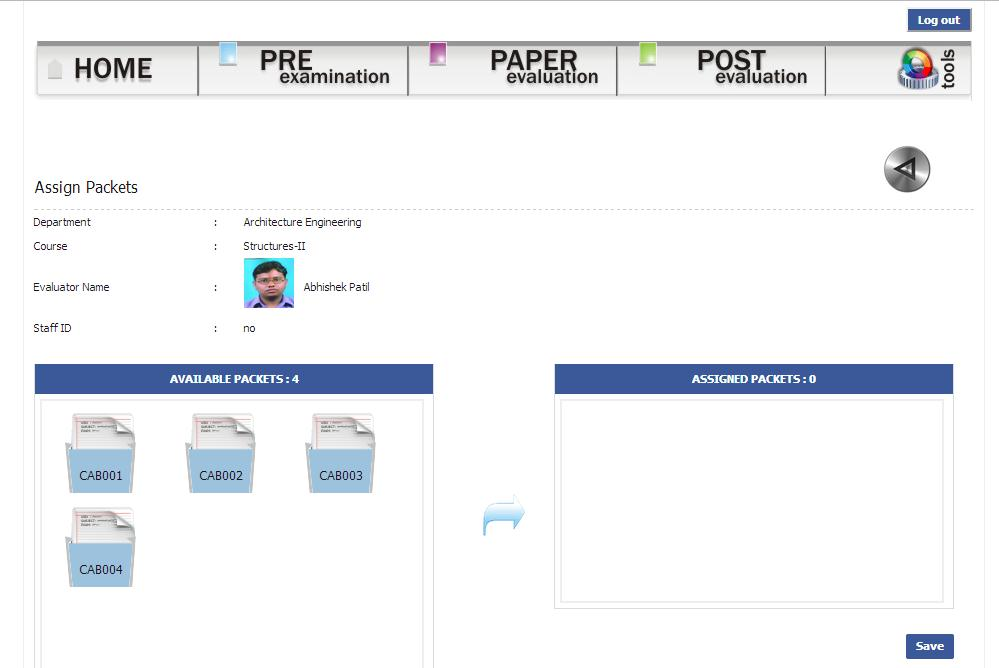 Log out
HOME
PRE
examination
PAPER
evaluation
POST
evaluation
tools
Assign Packets
Department : Architecture Engineering
Course : Structures-II
Evaluator Name : Abhishek Patil
Staff ID : no
AVAILABLE PACKETS : 4
ASSIGNED PACKETS : 0
CAB001 CAB002 CAB003
CAB004
Save